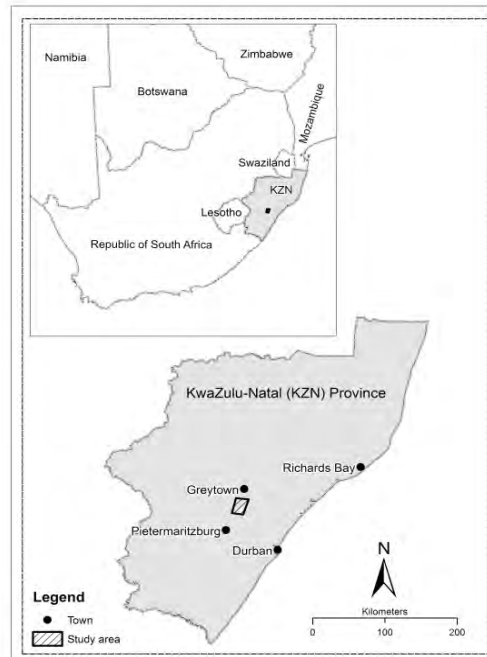 Namibia
Zimbabwe
Botswana
Mozambique
Swaziland
KZN
Lesotho
Republic of South Africa
KwaZulu-Natal (KZN) Province
Richards Bay
Greytown
Pietermaritzburg
Durban
N
Legend
Town
Study area
Kilometers
0 100 200